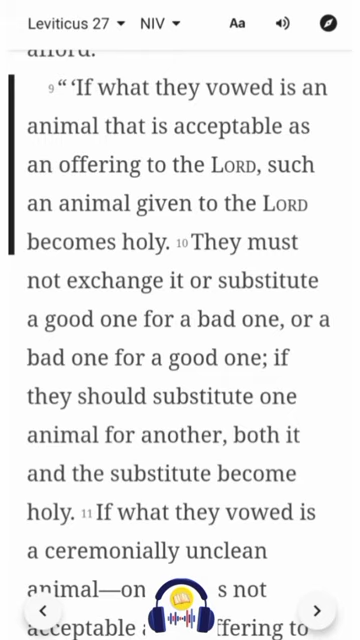 Leviticus 27 NIV Aa
afford.
9 “ ‘If what they vowed is an
animal that is acceptable as
an offering to the LORD, such
an animal given to the LORD
becomes holy. 10 They must
not exchange it or substitute
a good one for a bad one, or a
bad one for a good one; if
they should substitute one
animal for another, both it
and the substitute become
holy. 11 If what they vowed is
a ceremonially unclean
animal—on s not
acceptable ffering to